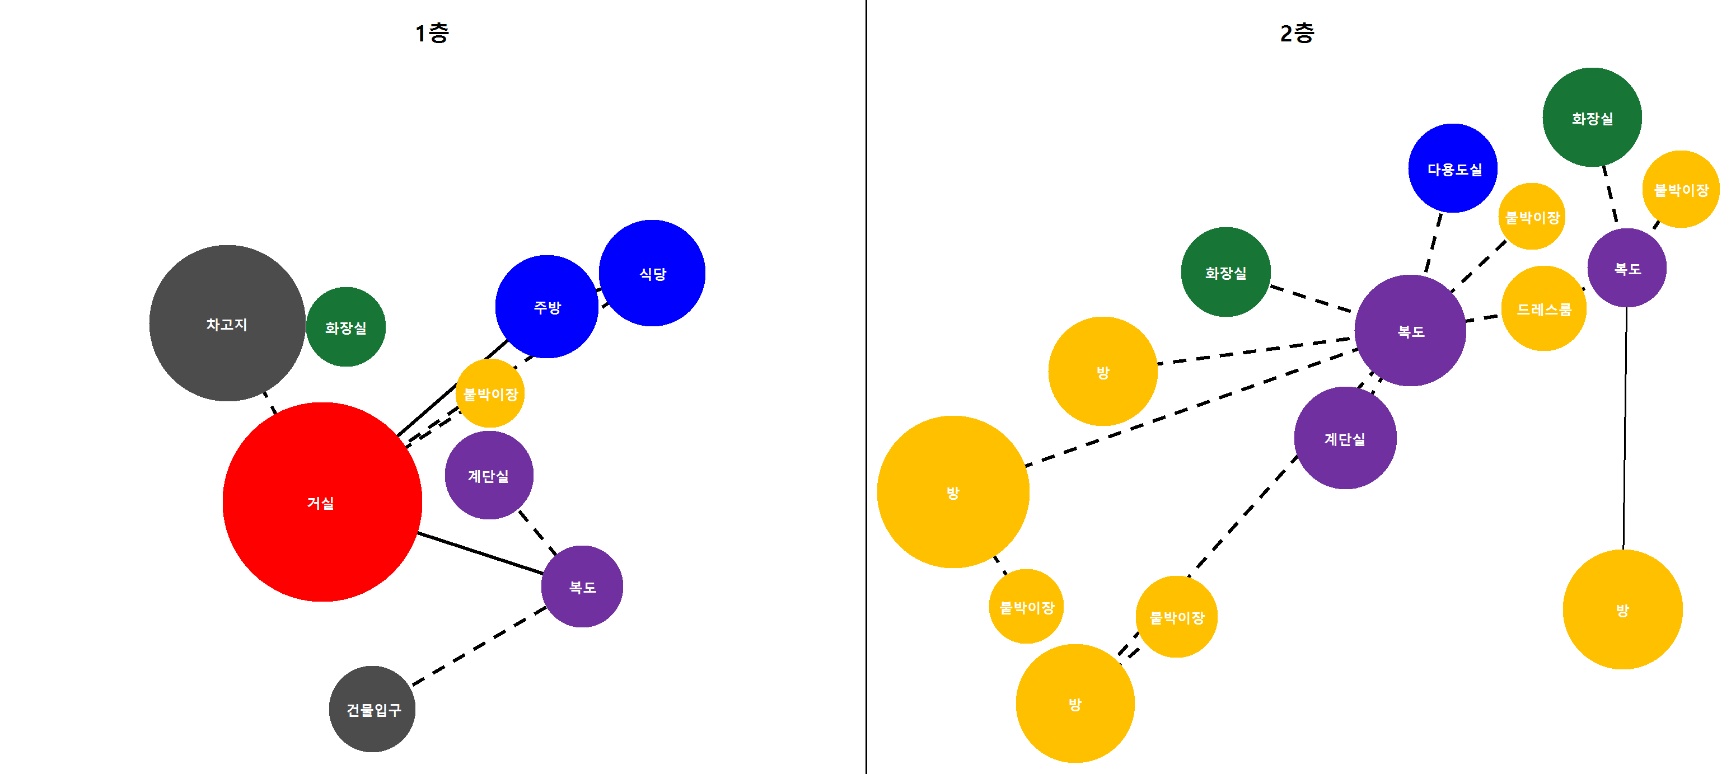 1층
차고지
화장실
주방
식당
붙박이장
계단실
거실
복도
건물입구
2층
화장실
다용도실
붙박이장
붙박이장
화장실
복도
드레스룸
복도
방
계단실
방
붙박이장
붙박이장
방
방